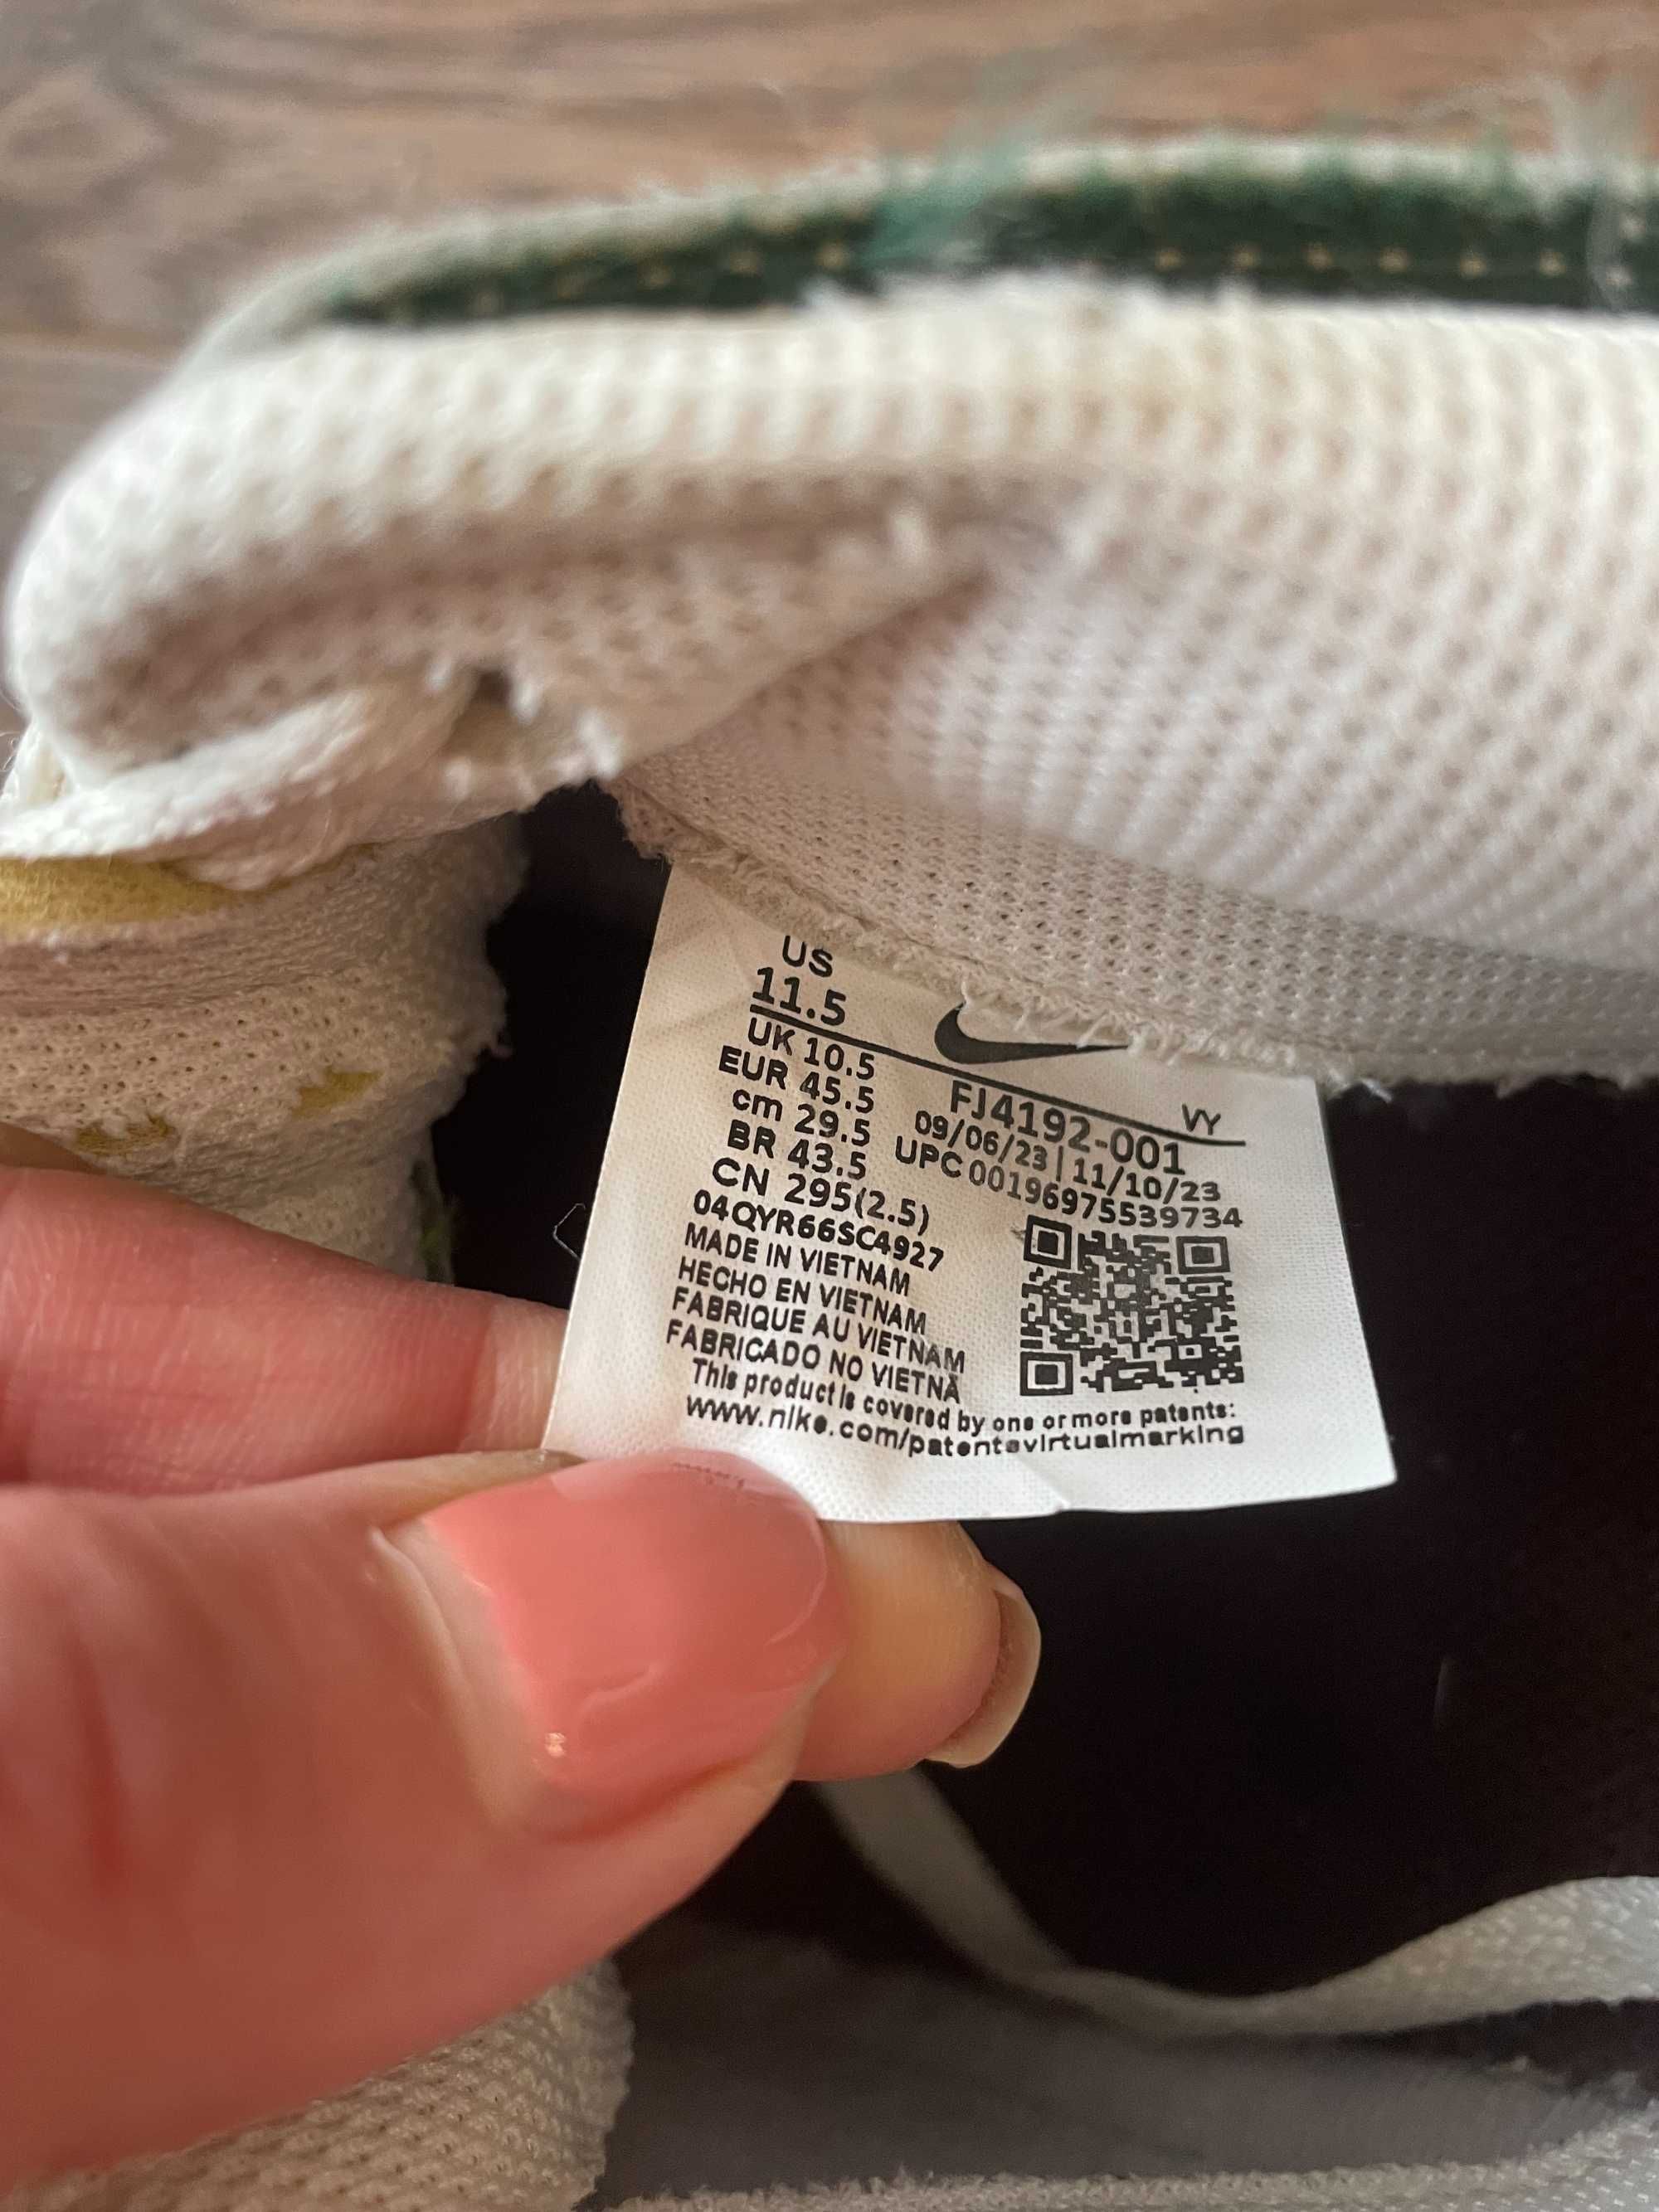 US
11.5
UK 10.5
EUR 45.5
cm 29.5
BR 43.5
CN 295(2.5)
04QYR66SC4927
MADE IN VIETNAM
HECHO EN VIETNAM
FABRIQUE AU VIETNAM
FABRICADO NO VIETNÃ
VY
FJ4192-001
09/06/23 | 11/10/23
UPC 00196975539734
This product is covered by one or more patents:
www.nike.com/patentsvirtualmarking